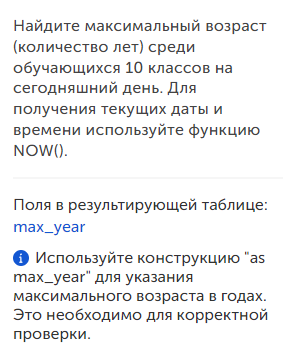 Найдите максимальный возраст
(количество лет) среди
обучающихся 10 классов на
сегодняшний день. Для
получения текущих даты и
времени используйте функцию
NOW().
Поля в результирующей таблице:
max_year
Используйте конструкцию "as
max_year" для указания
максимального возраста в годах.
Это необходимо для корректной
проверки.